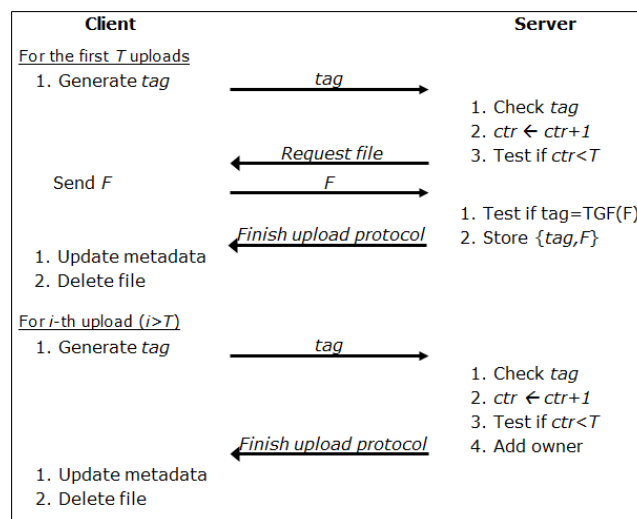 Client Server
For the first T uploads
1. Generate tag
tag
1. Check tag
2. ctr ← ctr+1
3. Test if ctr<T
Request file
Send F
F
1. Test if tag=TGF(F)
2. Store {tag,F}
Finish upload protocol
1. Update metadata
2. Delete file
For i-th upload (i>T)
1. Generate tag
tag
1. Check tag
2. ctr ← ctr+1
3. Test if ctr<T
4. Add owner
Finish upload protocol
1. Update metadata
2. Delete file